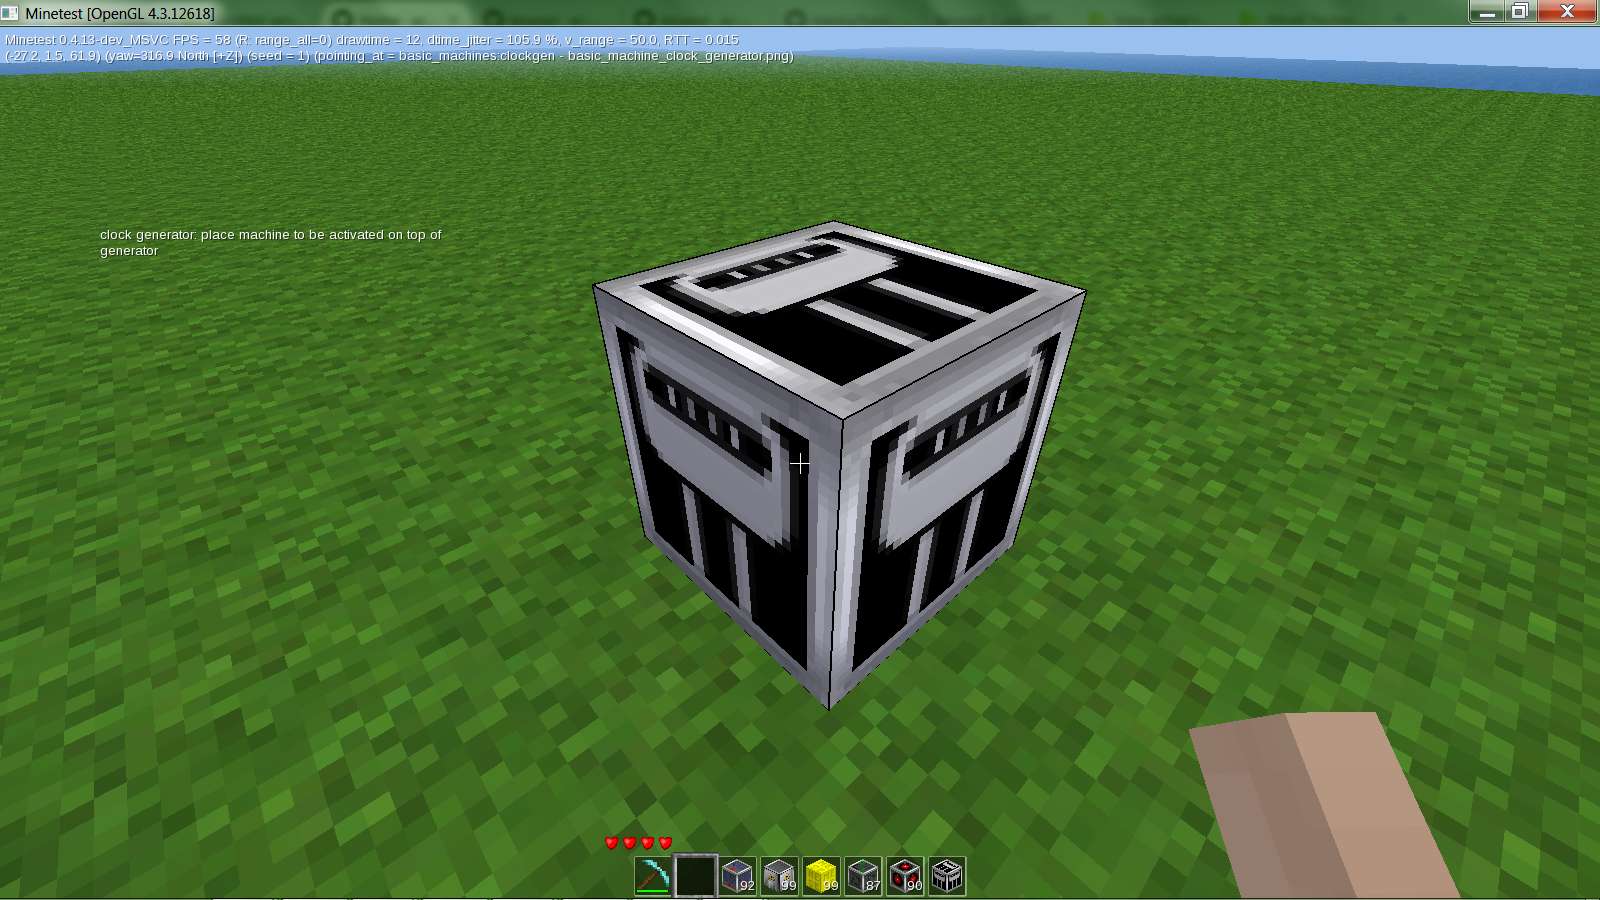 Minetest [OpenGL 4.3.12618]
Minetest 0.4.13-dev_MSVC FPS = 58 (R: range_all=0) drawtime = 12, dtime_jitter = 105.9 %, v_range = 50.0, RTT = 0.015
(-27.2, 1.5, 61.9) (yaw=316.9 North [+Z]) (seed = 1) (pointing_at = basic_machines:clockgen - basic_machine_clock_generator.png)
clock generator: place machine to be activated on top of
generator
92 99 99 87 90